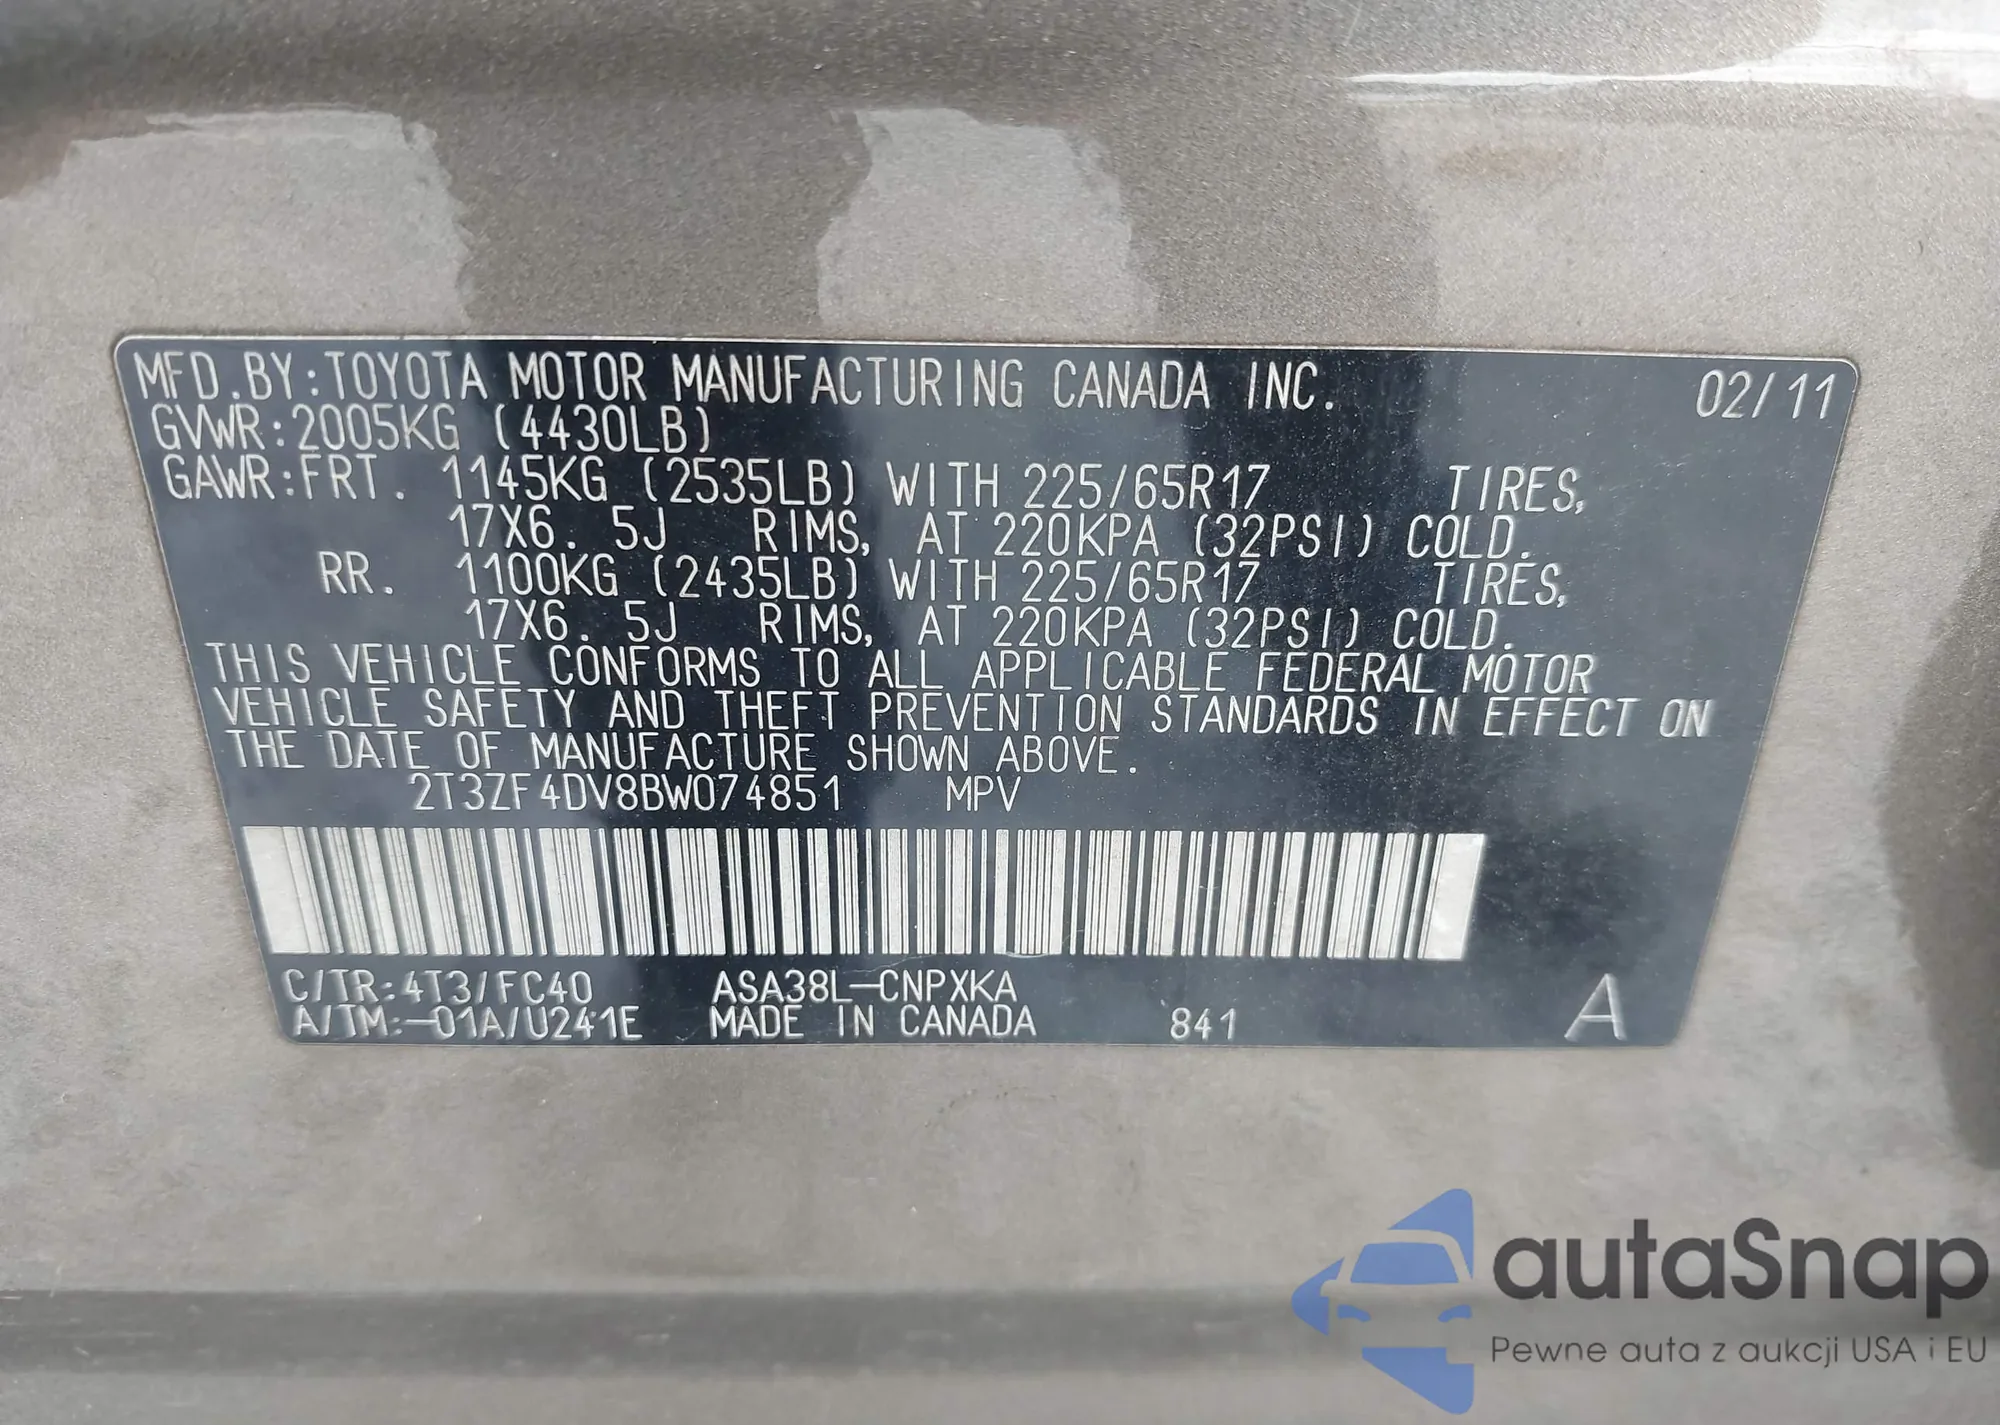 MFD.BY:TOYOTA MOTOR MANUFACTURING CANADA INC. 02/11
GVWR:2005KG (4430LB)
GAWR:FRT. 1145KG (2535LB) WITH 225/65R17 TIRES,
17X6. 5J RIMS, AT 220KPA (32PSI) COLD.
RR. 1100KG (2435LB) WITH 225/65R17 TIRES,
17X6. 5J RIMS, AT 220KPA (32PSI) COLD.
THIS VEHICLE CONFORMS TO ALL APPLICABLE FEDERAL MOTOR
VEHICLE SAFETY AND THEFT PREVENTION STANDARDS IN EFFECT ON
THE DATE OF MANUFACTURE SHOWN ABOVE.
2T3ZF4DV8BW074851 MPV
C/TR:4T3/FC40 ASA38L-CNPXKA
A/TM:-01A/U241E MADE IN CANADA 841 A
autaSnap
Pewne auta z aukcji USA i EU